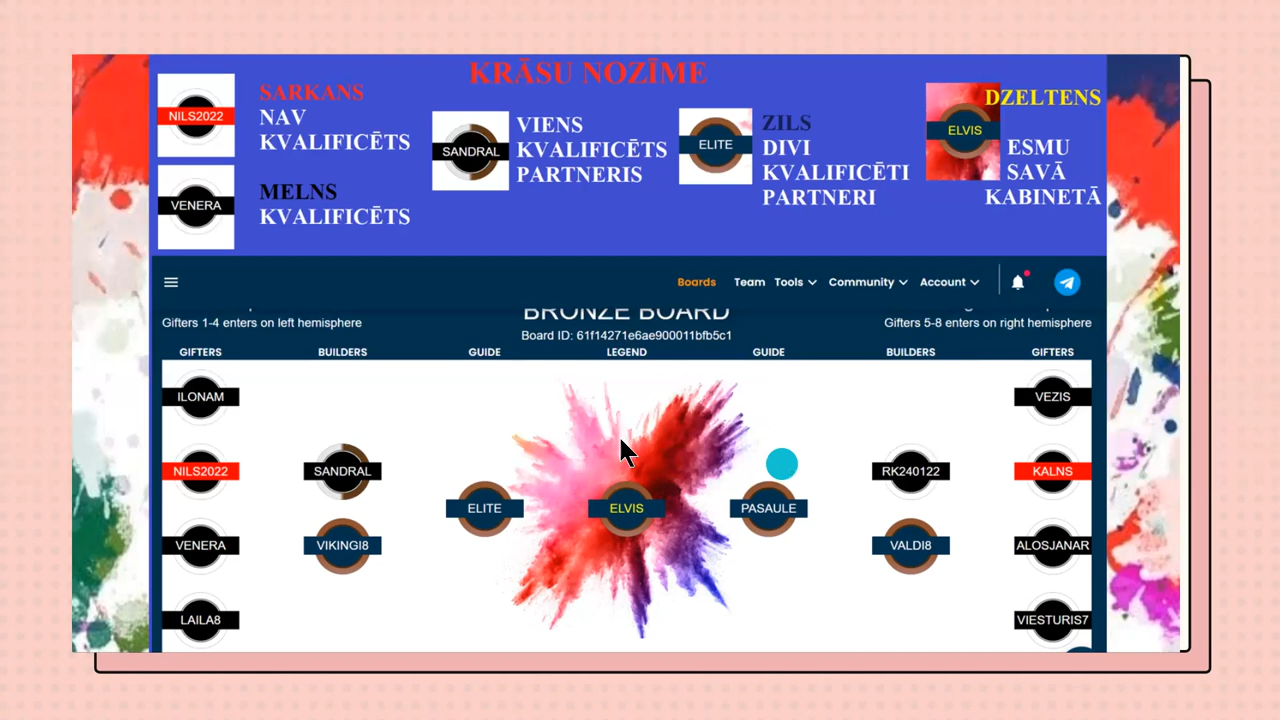 KRĀSU NOZĪME
NILS2022
SARKANS
NAV
KVALIFICĒTS
VENERA
MELNS
KVALIFICĒTS
SANDRAL
VIENS
KVALIFICĒTS
PARTNERIS
ELITE
ZILS
DIVI
KVALIFICĒTI
PARTNERI
ELVIS
DZELTENS
ESMU
SAVĀ
KABINETĀ
Boards Team Tools Community Account
BRONZE BOARD
Gifters 1-4 enters on left hemisphere
Board ID: 61f14271e6ae900011bfb5c1
Gifters 5-8 enters on right hemisphere
GIFTERS BUILDERS GUIDE LEGEND GUIDE BUILDERS GIFTERS
ILONAM VEZIS
NILS2022 SANDRAL RK240122 KALNS
ELITE ELVIS PASAULE
VENERA VIKINGI8 VALDI8 ALOSJANAR
LAILA8 VIESTURIS7